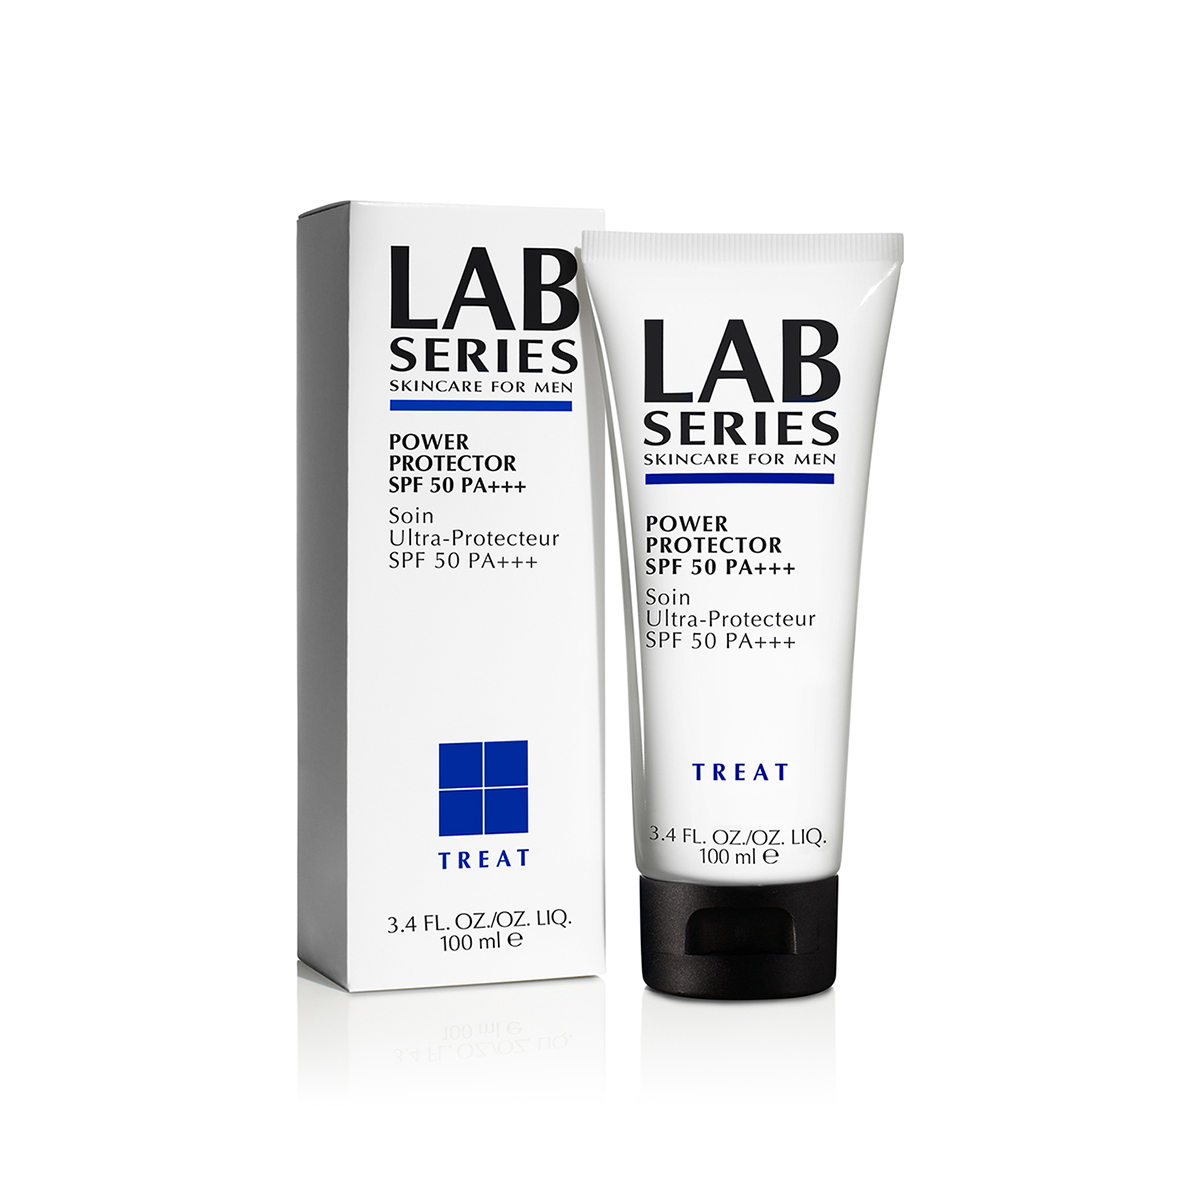 LAB
SERIES
SKINCARE FOR MEN
POWER
PROTECTOR
SPF 50 PA+++
Soin
Ultra-Protecteur
SPF 50 PA+++
TREAT
3.4 FL. OZ./OZ. LIQ.
100 ml ℮
LAB
SERIES
SKINCARE FOR MEN
POWER
PROTECTOR
SPF 50 PA+++
Soin
Ultra-Protecteur
SPF 50 PA+++
TREAT
3.4 FL. OZ./OZ. LIQ.
100 ml ℮